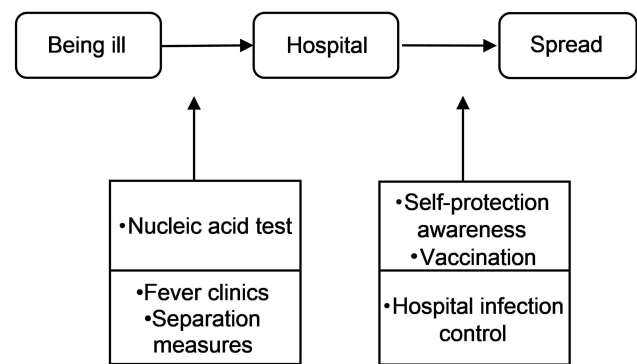 Being ill
Hospital
Spread
•Nucleic acid test
•Fever clinics
•Separation
measures
•Self-protection
awareness
•Vaccination
•Hospital infection
control